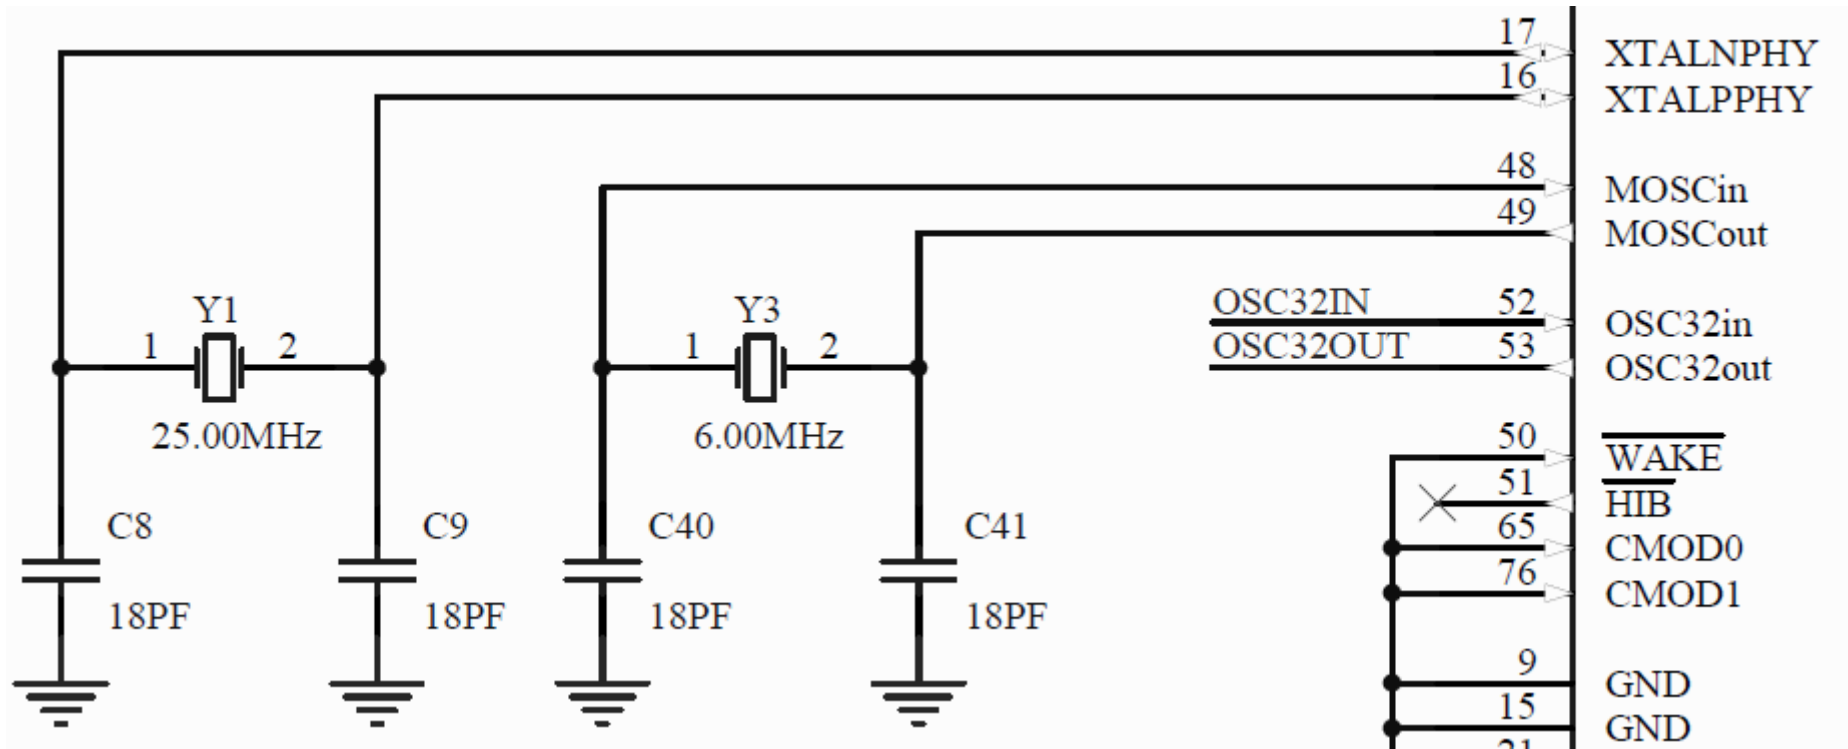 17 XTALNPHY
16 XTALPPHY
48 MOSCin
49 MOSCout
Y1 Y3 OSC32IN 52 OSC32in
1 2 1 2 OSC32OUT 53 OSC32out
25.00MHz 6.00MHz 50 WAKE
51 HIB
C8 C9 C40 C41 65 CMOD0
76 CMOD1
18PF 18PF 18PF 18PF
9 GND
15 GND